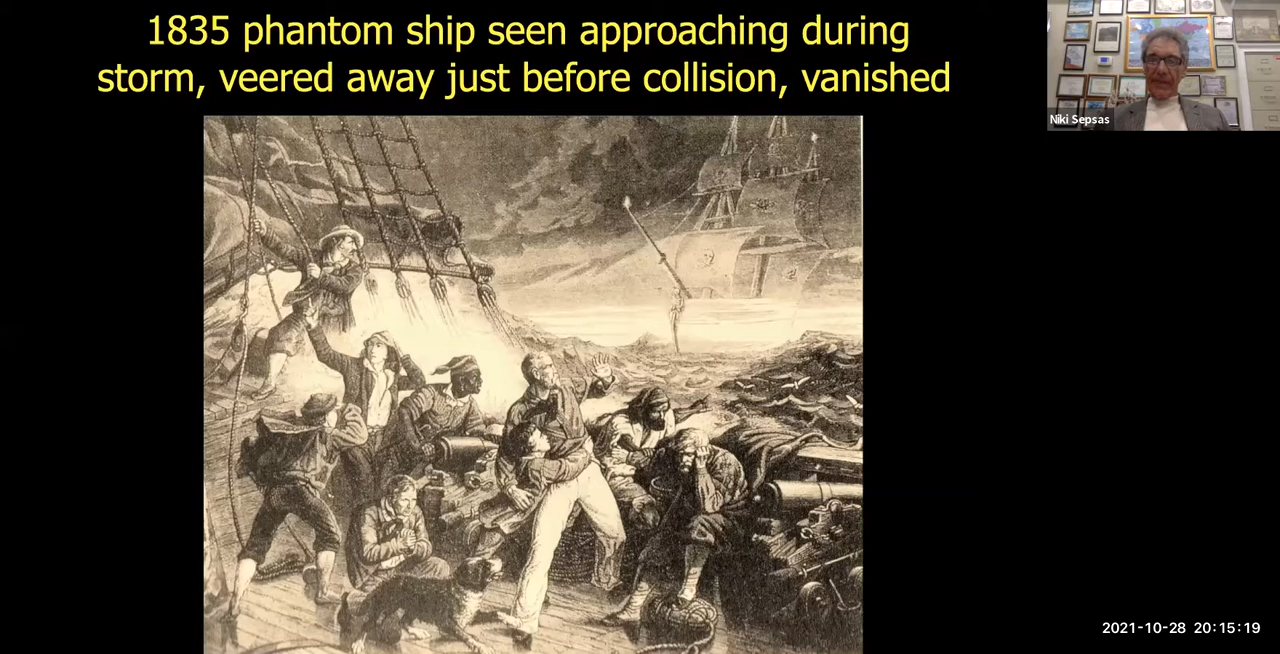 1835 phantom ship seen approaching during
storm, veered away just before collision, vanished
Niki Sepsas
2021-10-28 20:15:19